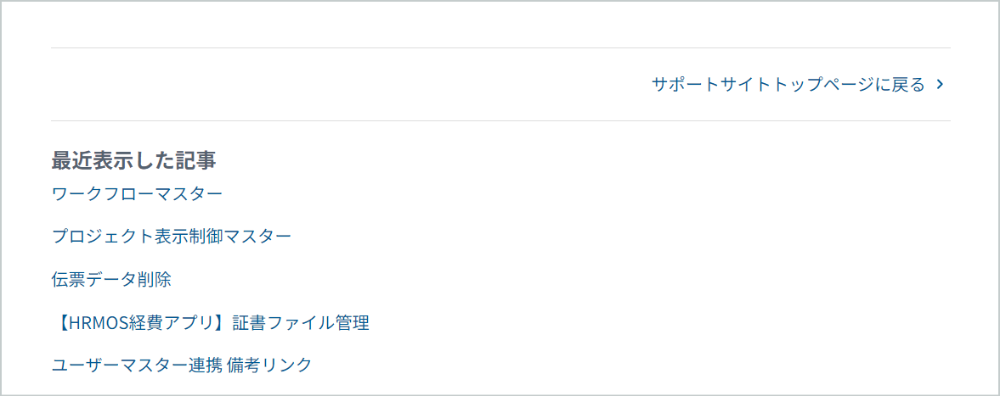 サポートサイトトップページに戻る
最近表示した記事
ワークフローマスター
プロジェクト表示制御マスター
伝票データ削除
【HRMOS経費アプリ】証書ファイル管理
ユーザーマスター連携 備考リンク